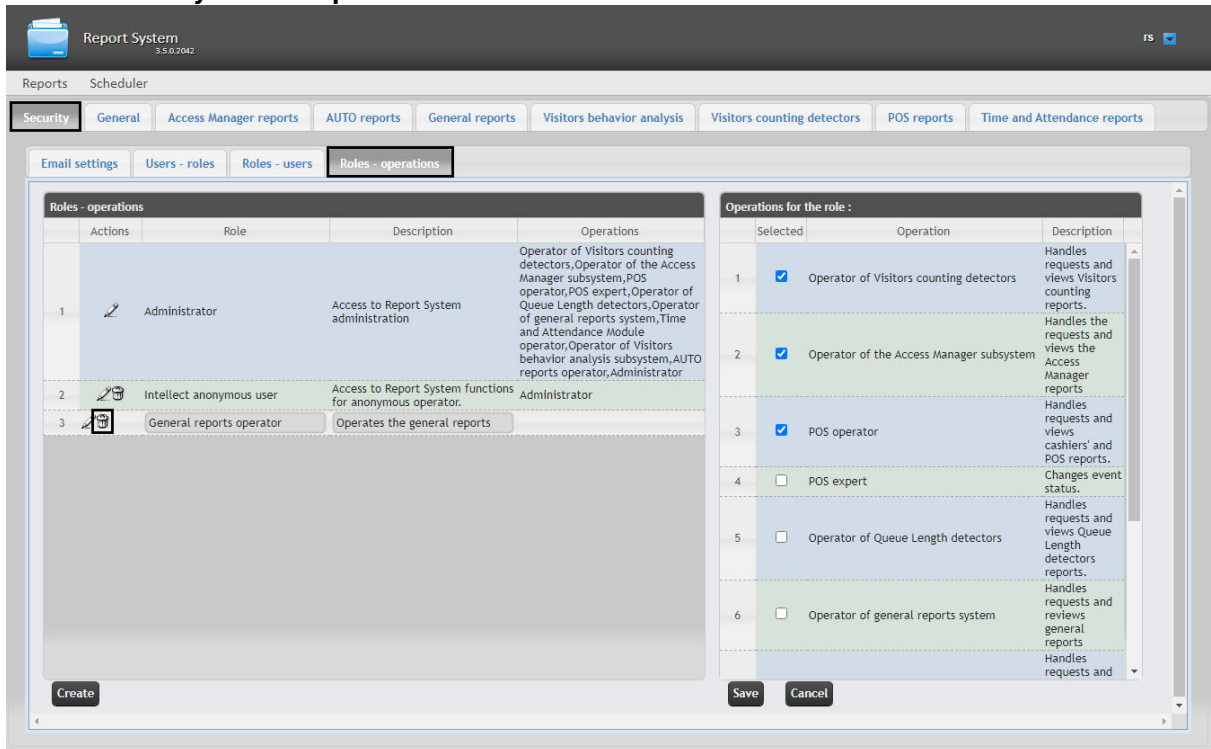 Report System
3.5.0.2042
rs
Reports Scheduler
Security General Access Manager reports AUTO reports General reports Visitors behavior analysis Visitors counting detectors POS reports Time and Attendance reports
Email settings Users - roles Roles - users Roles - operations
Roles - operations
Actions Role Description Operations
1 Administrator
Access to Report System
administration
Operator of Visitors counting
detectors,Operator of the Access
Manager subsystem,POS
operator,POS expert,Operator of
Queue Length detectors,Operator
of general reports system,Time
and Attendance Module
operator,Operator of Visitors
behavior analysis subsystem,AUTO
reports operator,Administrator
2 Intellect anonymous user
Access to Report System functions
for anonymous operator.
Administrator
3 General reports operator Operates the general reports
Create
Operations for the role :
Selected Operation Description
1 Operator of Visitors counting detectors
Handles
requests and
views Visitors
counting
reports.
2 Operator of the Access Manager subsystem
Handles the
requests and
views the
Access
Manager
reports
3 POS operator
Handles
requests and
views
cashiers' and
POS reports.
4 POS expert
Changes event
status.
5 Operator of Queue Length detectors
Handles
requests and
views Queue
Length
detectors
reports.
6 Operator of general reports system
Handles
requests and
reviews
general
reports
Handles
requests and
Save Cancel